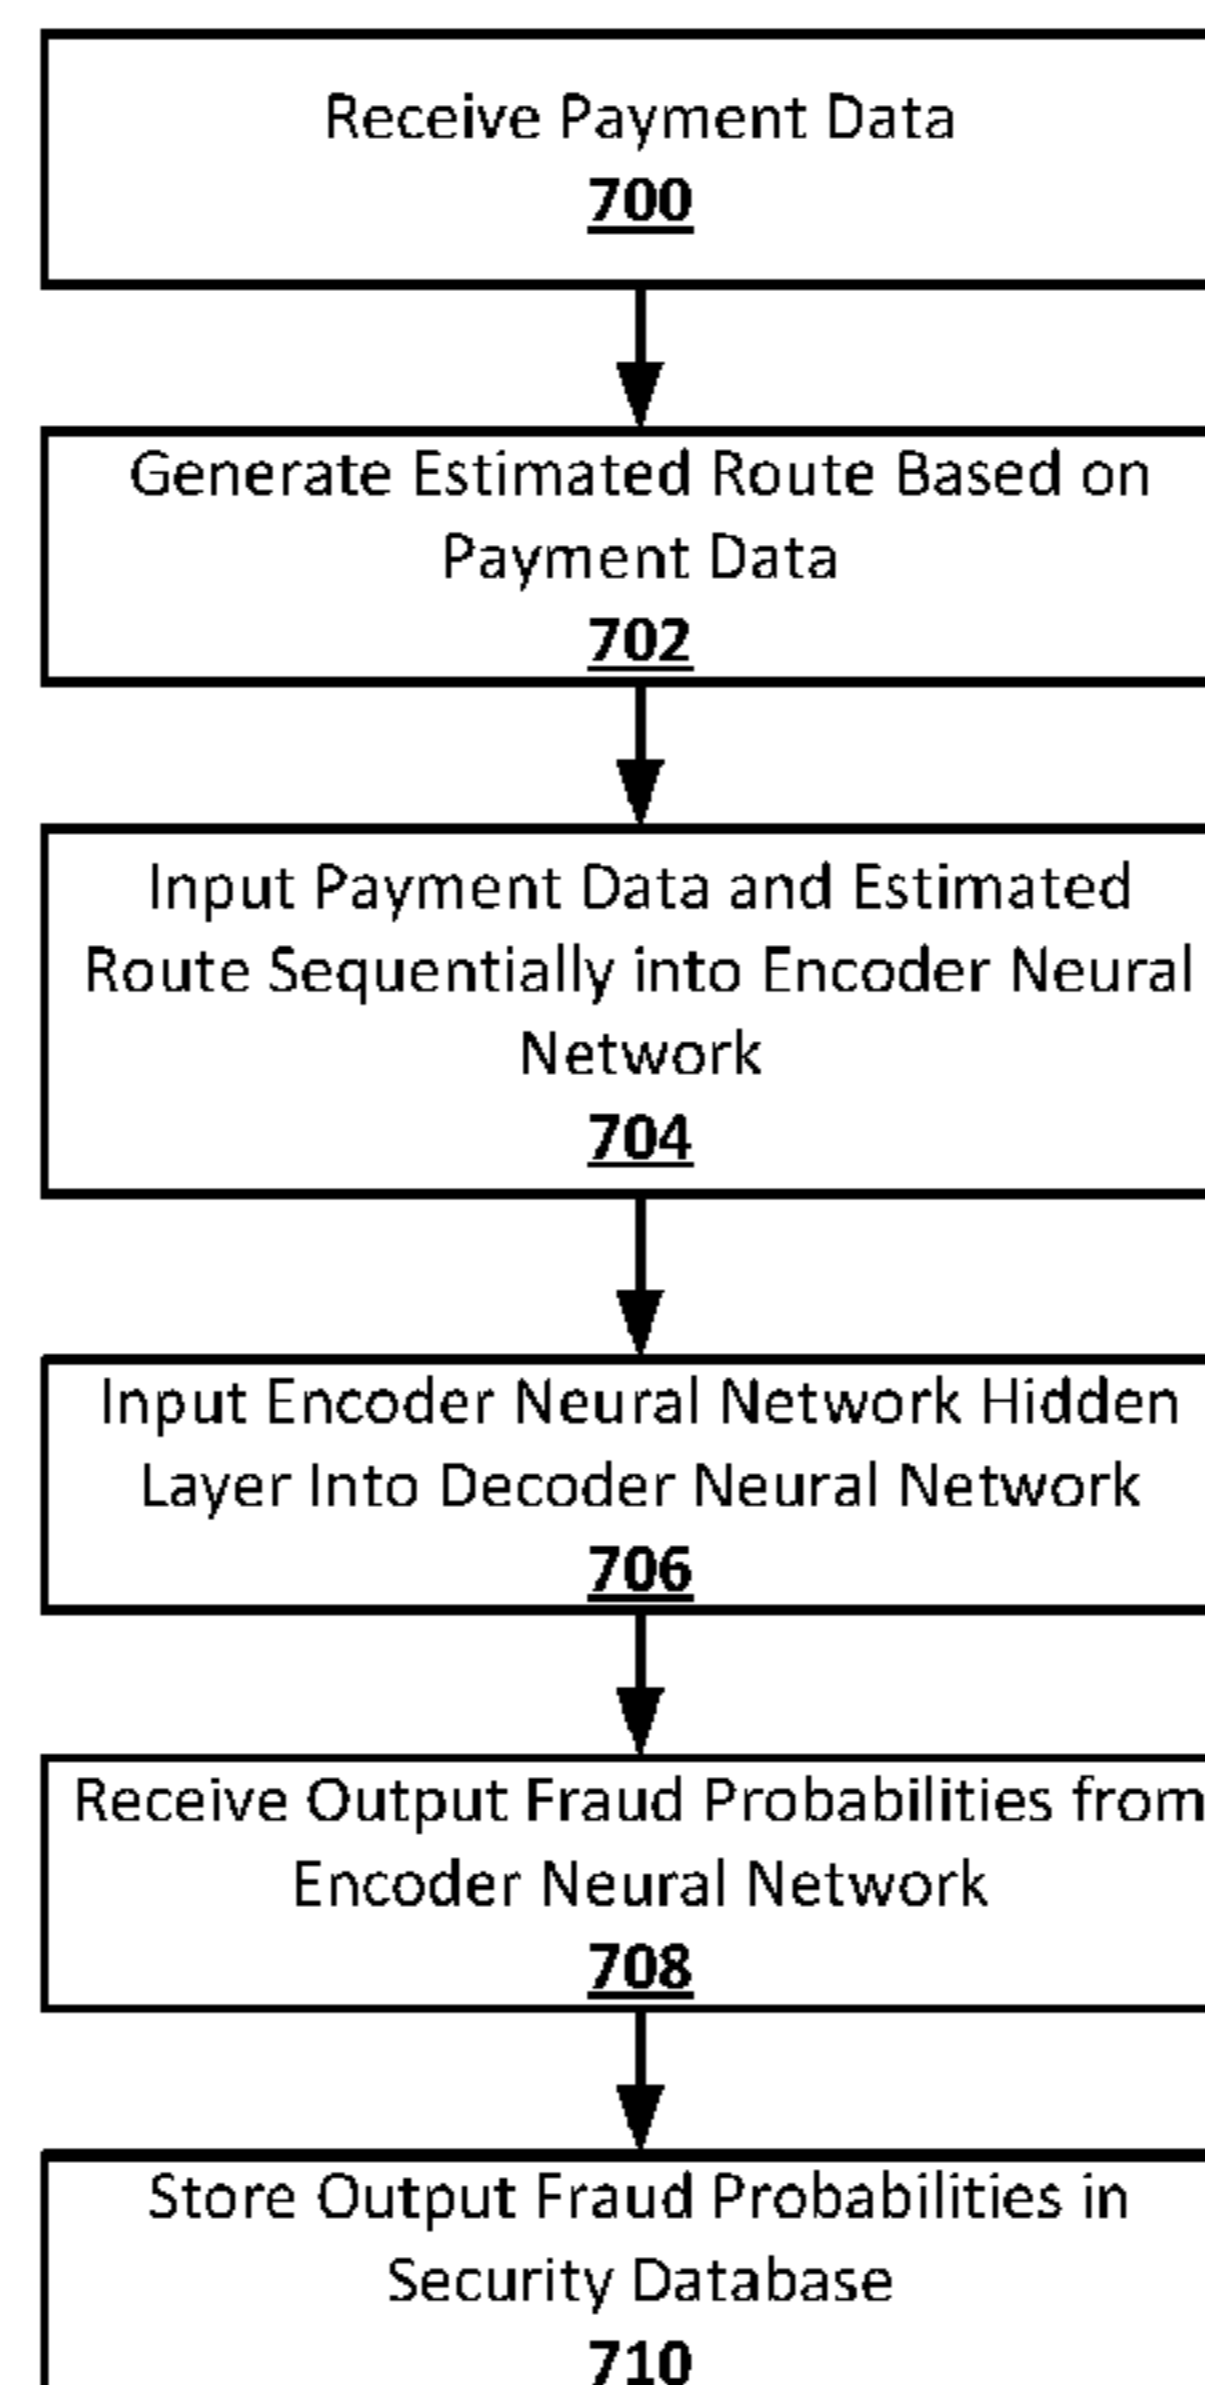 Receive Payment Data
700
Generate Estimated Route Based on
Payment Data
702
Input Payment Data and Estimated
Route Sequentially into Encoder Neural
Network
704
Input Encoder Neural Network Hidden
Layer Into Decoder Neural Network
706
Receive Output Fraud Probabilities from
Encoder Neural Network
708
Store Output Fraud Probabilities in
Security Database
710